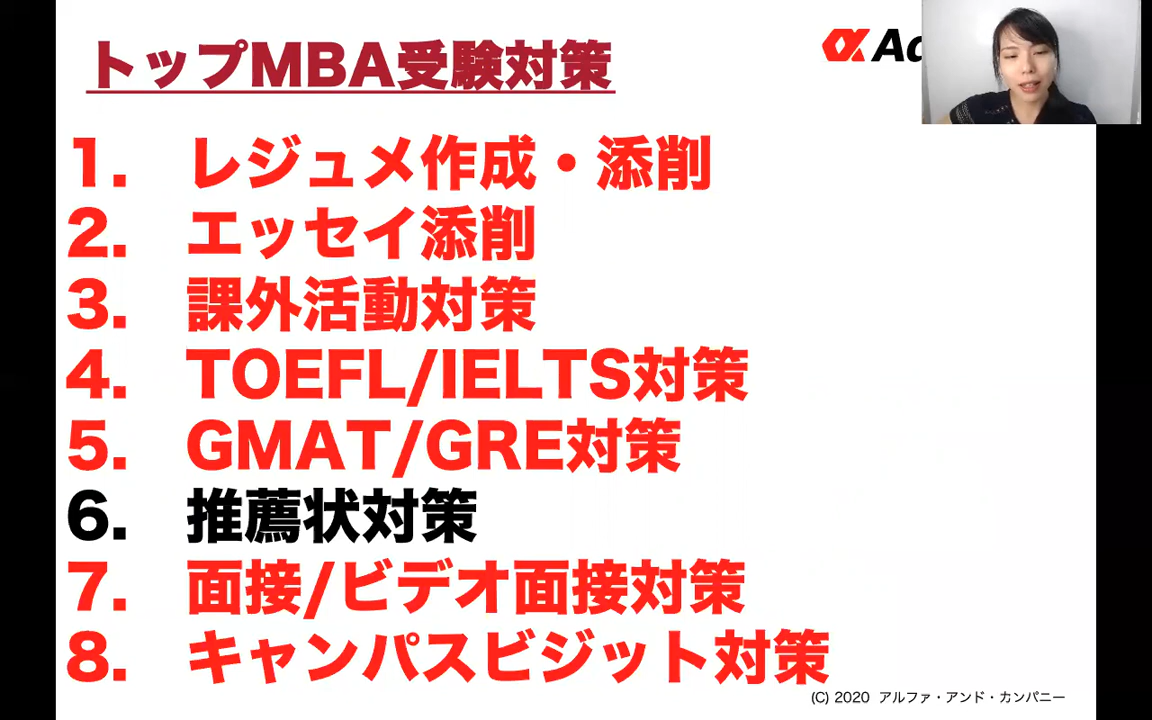 トップMBA受験対策
1. レジュメ作成・添削
2. エッセイ添削
3. 課外活動対策
4. TOEFL/IELTS対策
5. GMAT/GRE対策
6. 推薦状対策
7. 面接/ビデオ面接対策
8. キャンパスビジット対策
(C) 2020 アルファ・アンド・カンパニー